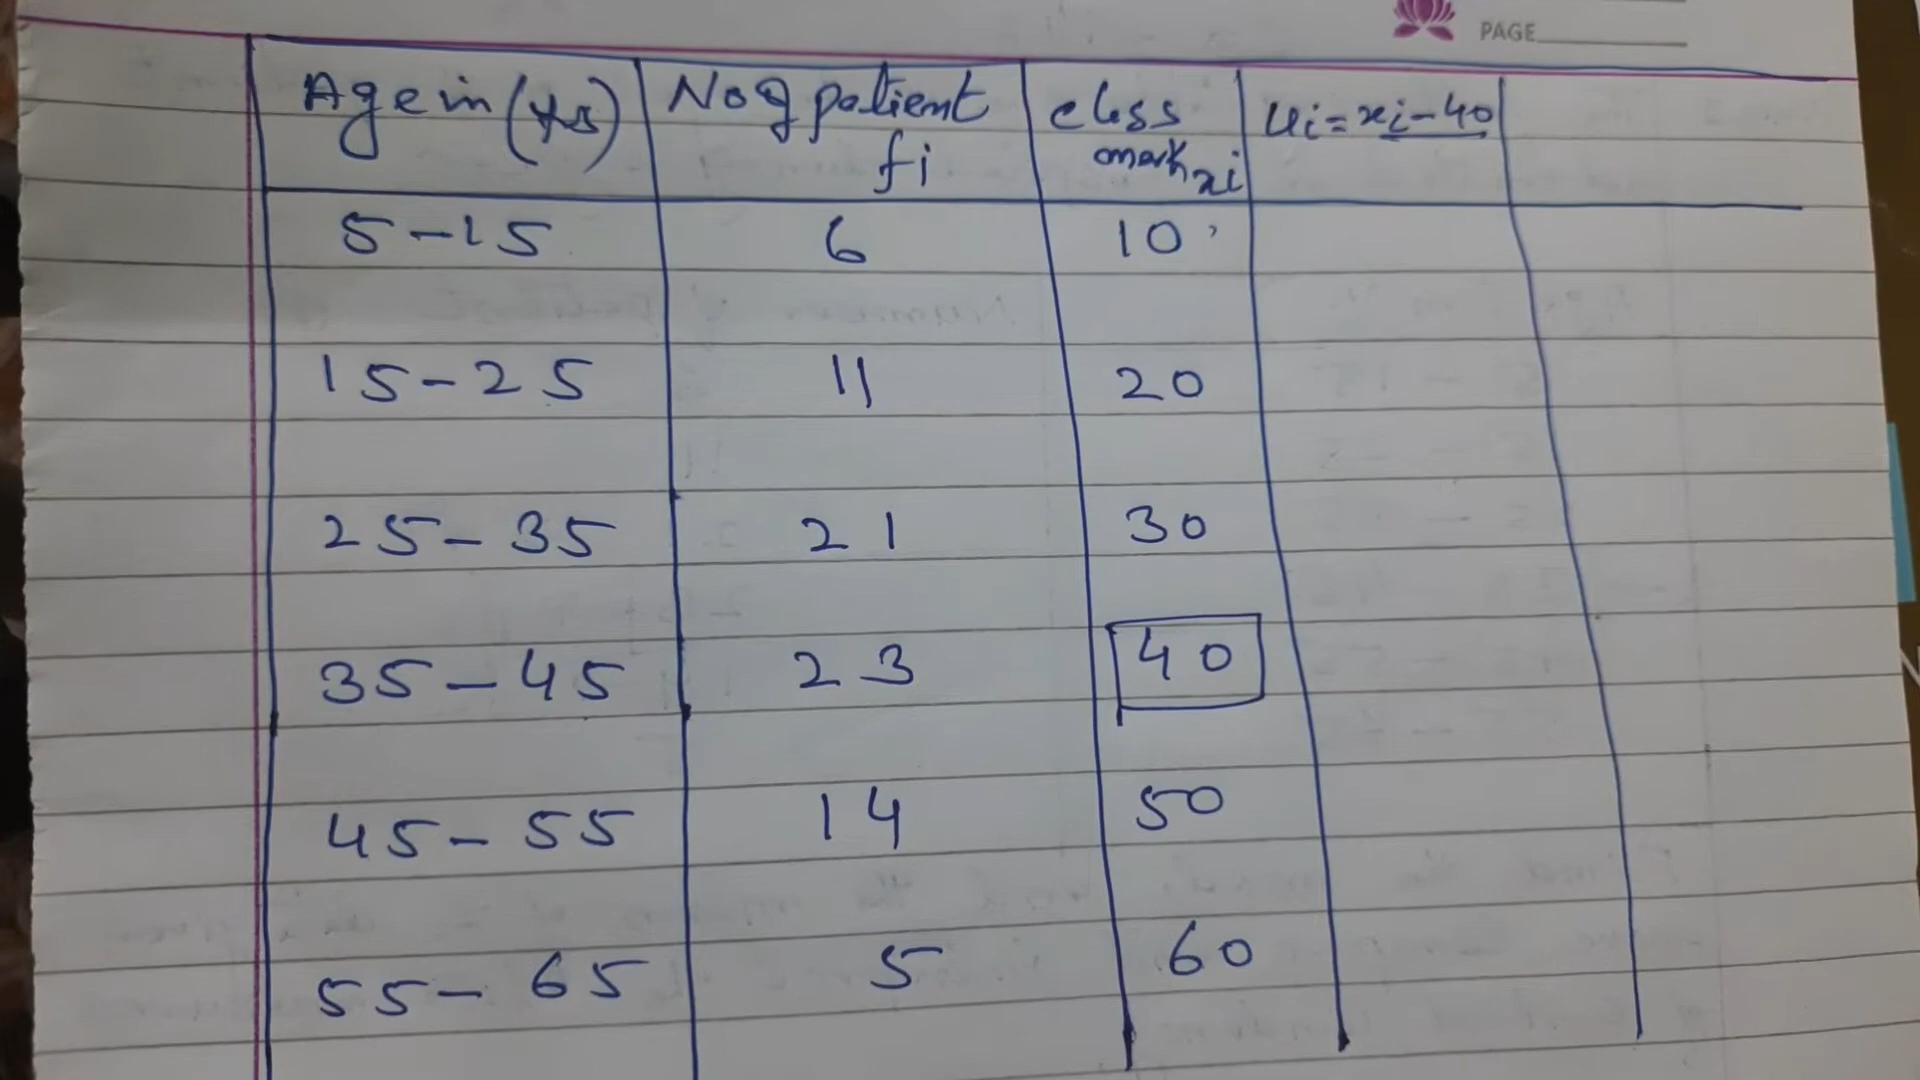 PAGE
Age in (yrs) No of patient class ui = xi - 40
fi mark xi
5-15 6 10
15-25 11 20
25-35 21 30
35-45 23 40
45-55 14 50
55-65 5 60